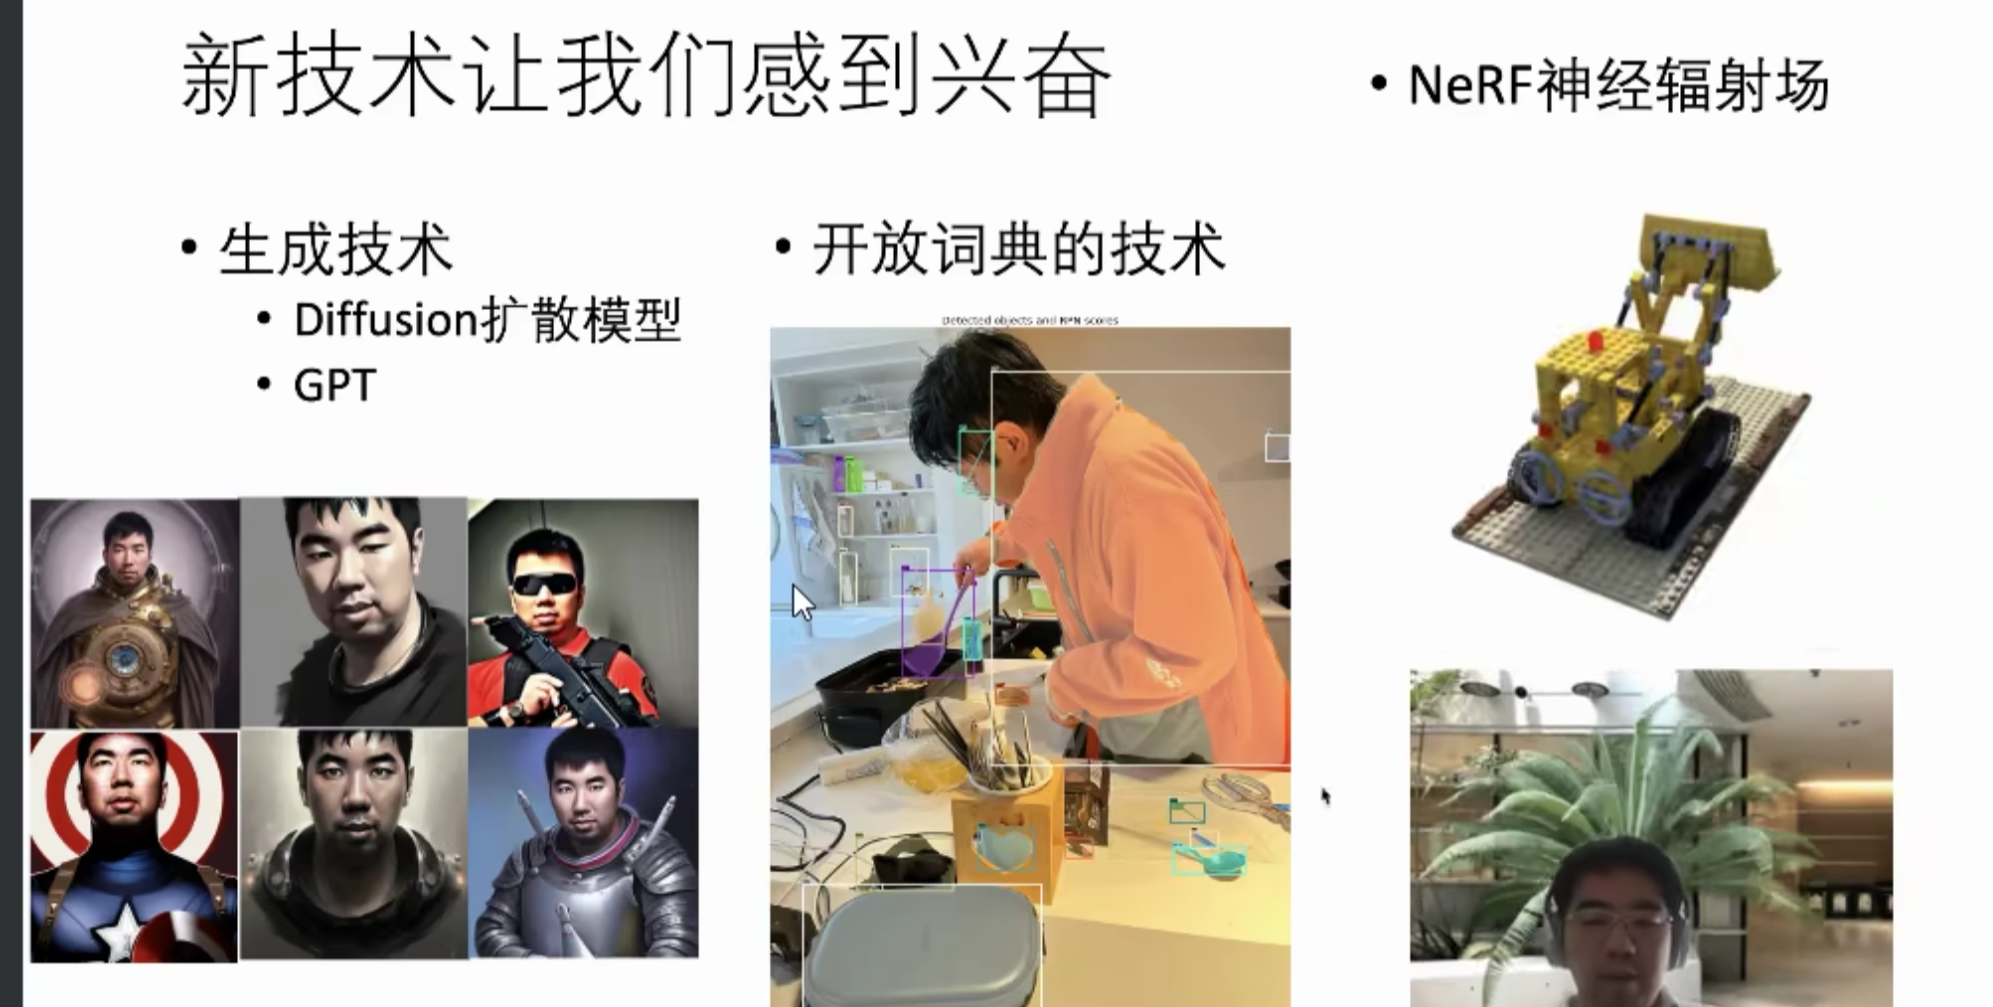 新技术让我们感到兴奋
• NeRF神经辐射场
• 生成技术
• Diffusion扩散模型
• GPT
• 开放词典的技术
Detected objects and RPN scores